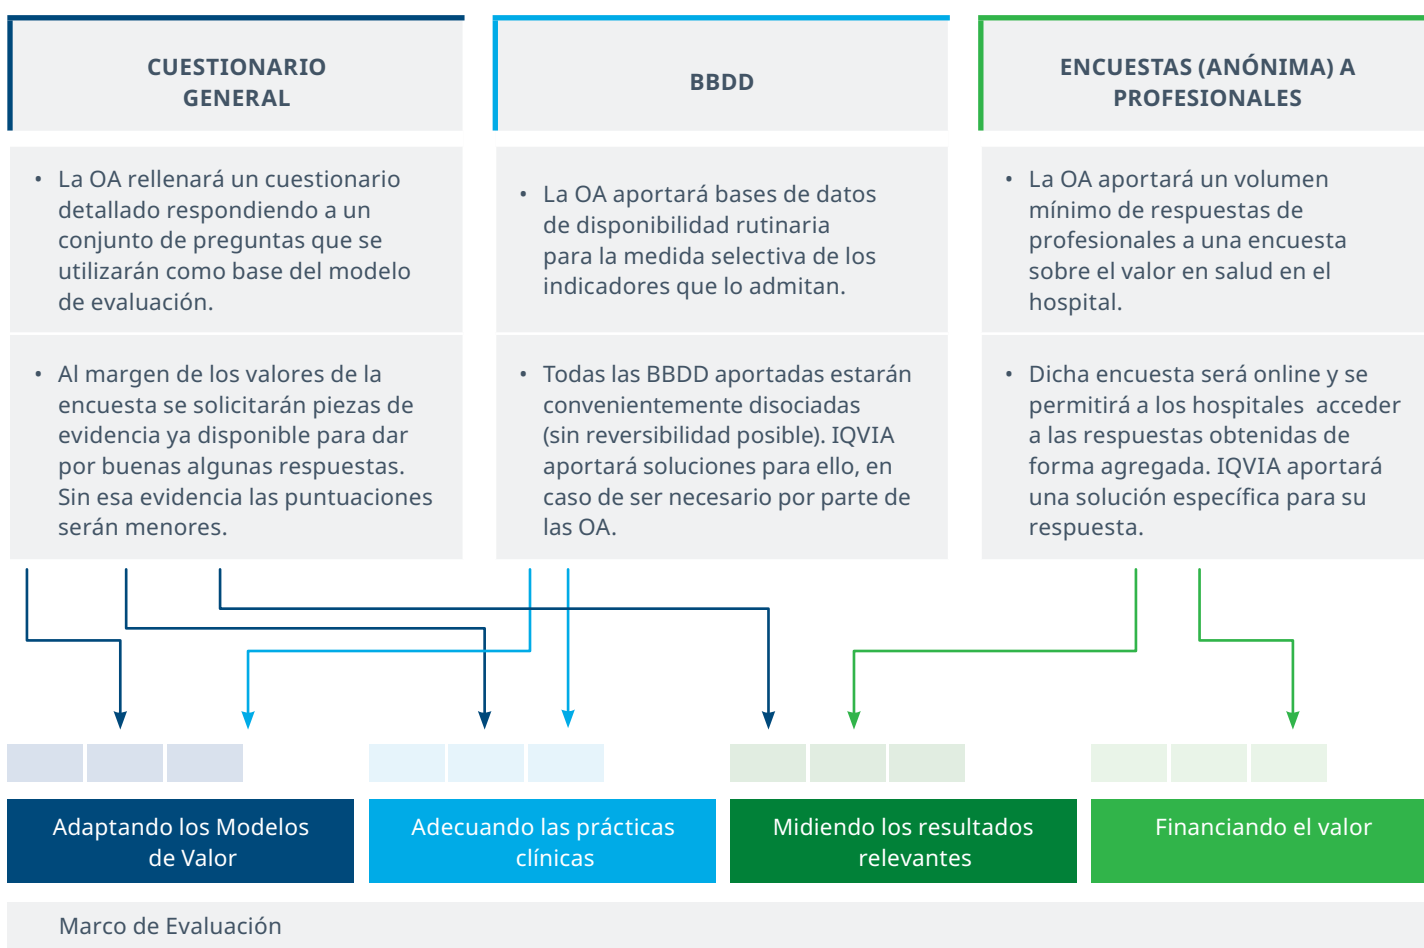 CUESTIONARIO
GENERAL
BBDD
ENCUESTAS (ANÓNIMA) A
PROFESIONALES
• La OA rellenará un cuestionario
detallado respondiendo a un
conjunto de preguntas que se
utilizarán como base del modelo
de evaluación.
• La OA aportará bases de datos
de disponibilidad rutinaria
para la medida selectiva de los
indicadores que lo admitan.
• La OA aportará un volumen
mínimo de respuestas de
profesionales a una encuesta
sobre el valor en salud en el
hospital.
• Al margen de los valores de la
encuesta se solicitarán piezas de
evidencia ya disponible para dar
por buenas algunas respuestas.
Sin esa evidencia las puntuaciones
serán menores.
• Todas las BBDD aportadas estarán
convenientemente disociadas
(sin reversibilidad posible). IQVIA
aportará soluciones para ello, en
caso de ser necesario por parte de
las OA.
• Dicha encuesta será online y se
permitirá a los hospitales acceder
a las respuestas obtenidas de
forma agregada. IQVIA aportará
una solución específica para su
respuesta.
Adaptando los Modelos
de Valor
Adecuando las prácticas
clínicas
Midiendo los resultados
relevantes
Financiando el valor
Marco de Evaluación